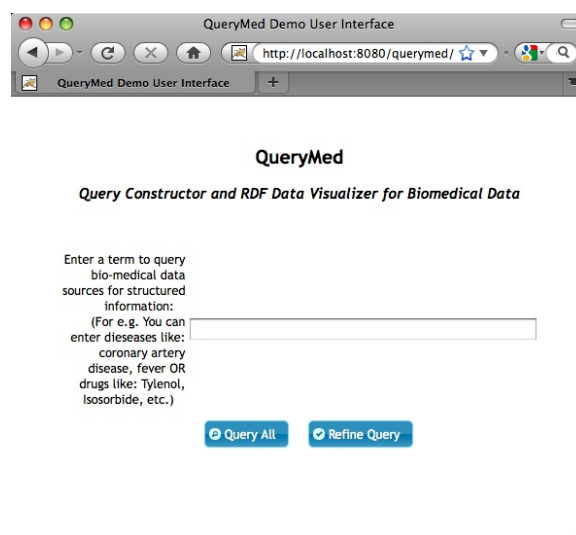 QueryMed Demo User Interface
http://localhost:8080/querymed/
QueryMed Demo User Interface
+
QueryMed
Query Constructor and RDF Data Visualizer for Biomedical Data
Enter a term to query
bio-medical data
sources for structured
information:
(For e.g. You can
enter dieseases like:
coronary artery
disease, fever OR
drugs like: Tylenol,
Isosorbide, etc.)
Query All
Refine Query